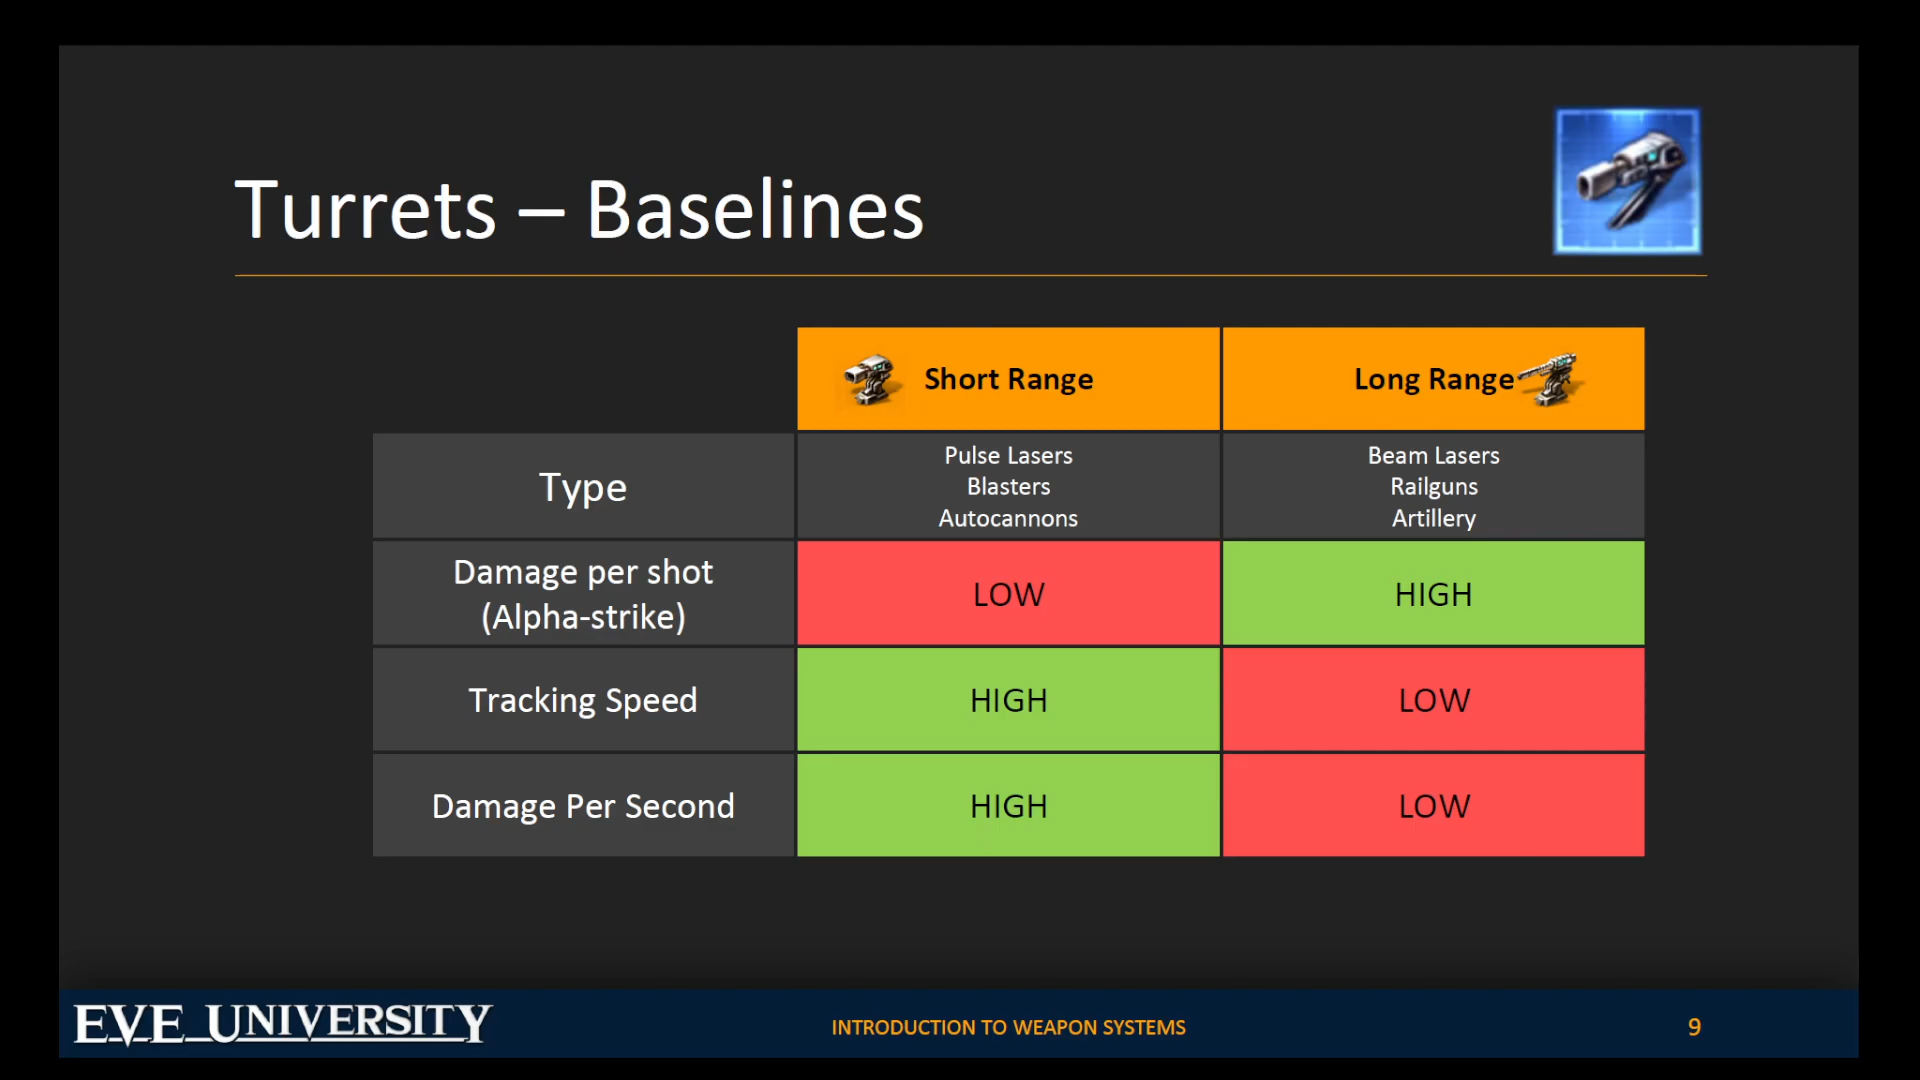 Turrets – Baselines
Short Range
Long Range
Type
Pulse Lasers
Blasters
Autocannons
Beam Lasers
Railguns
Artillery
Damage per shot
(Alpha-strike)
LOW
HIGH
Tracking Speed
HIGH
LOW
Damage Per Second
HIGH
LOW
EVE UNIVERSITY
INTRODUCTION TO WEAPON SYSTEMS
9